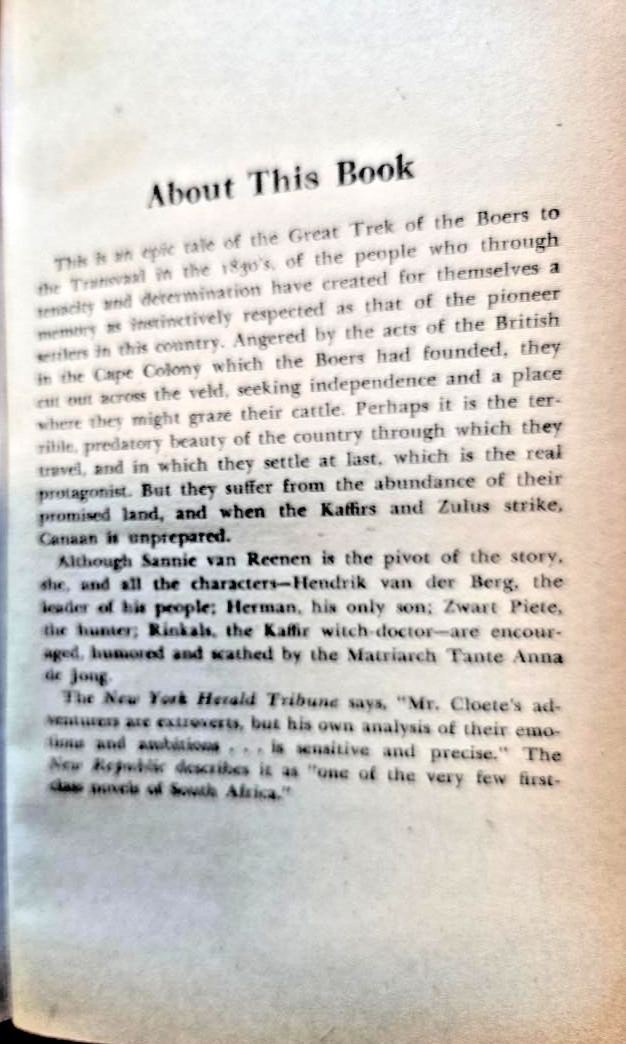 About This Book
This is an epic tale of the Great Trek of the Boers to
the Transvaal in the 1830's, of the people who through
tenacity and determination have created for themselves a
memory as instinctively respected as that of the pioneer
settlers in this country. Angered by the acts of the British
in the Cape Colony which the Boers had founded, they
cut out across the veld, seeking independence and a place
where they might graze their cattle. Perhaps it is the ter-
rible, predatory beauty of the country through which they
travel, and in which they settle at last, which is the real
protagonist. But they suffer from the abundance of their
promised land, and when the Kaffirs and Zulus strike,
Canaan is unprepared.
Although Sannie van Reenen is the pivot of the story,
she, and all the characters—Hendrik van der Berg, the
leader of his people; Herman, his only son; Zwart Piete,
the hunter; Rinkals, the Kaffir witch-doctor—are encour-
aged, humored and scathed by the Matriarch Tante Anna
de Jong.
The New York Herald Tribune says, "Mr. Cloete's ad-
venturers are extroverts, but his own analysis of their emo-
tions and ambitions . . . is sensitive and precise." The
New Republic describes it as "one of the very few first-
class novels of South Africa."